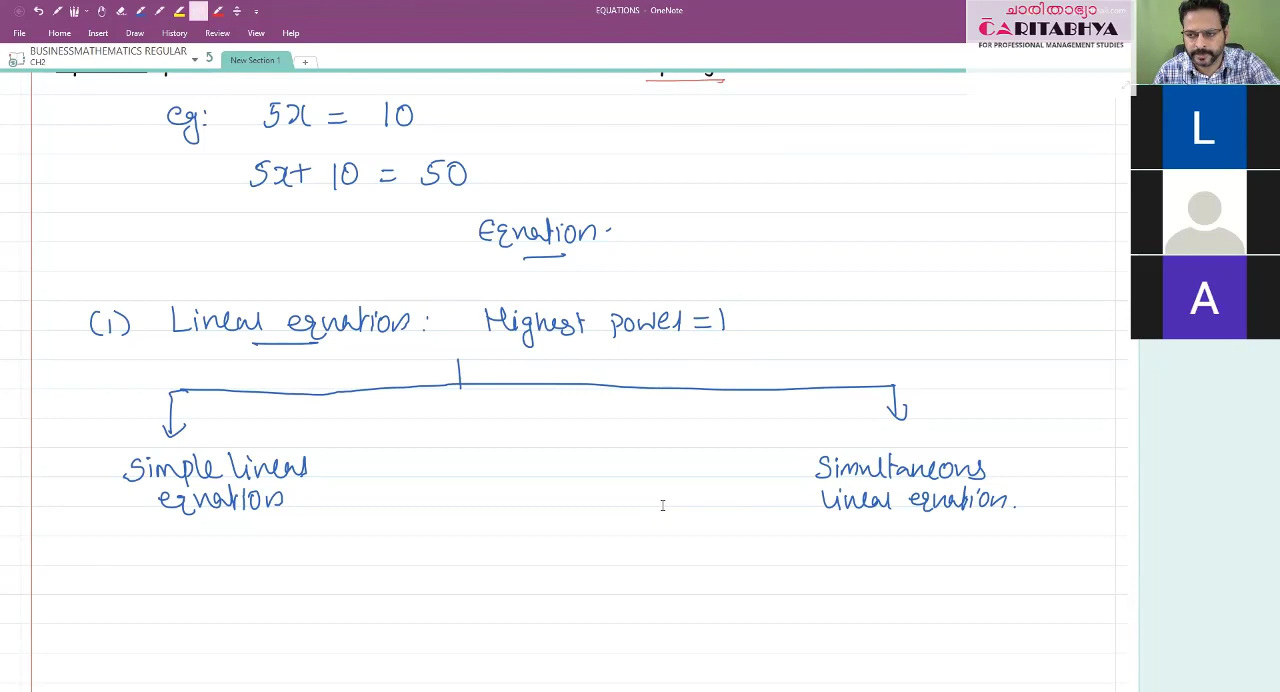 EQUATIONS - OneNote
ചാരിതാഭ്യാ
CARITABHYA
FOR PROFESSIONAL MANAGEMENT STUDIES
File Home Insert Draw History Review View Help
BUSINESSMATHEMATICS REGULAR
CH2
5
New Section 1
+
eg: 5x = 10
5x + 10 = 50
Equation.
(1) Linear equation: Highest power = 1
Simple linear
equation
Simultaneous
linear equation.
L
A